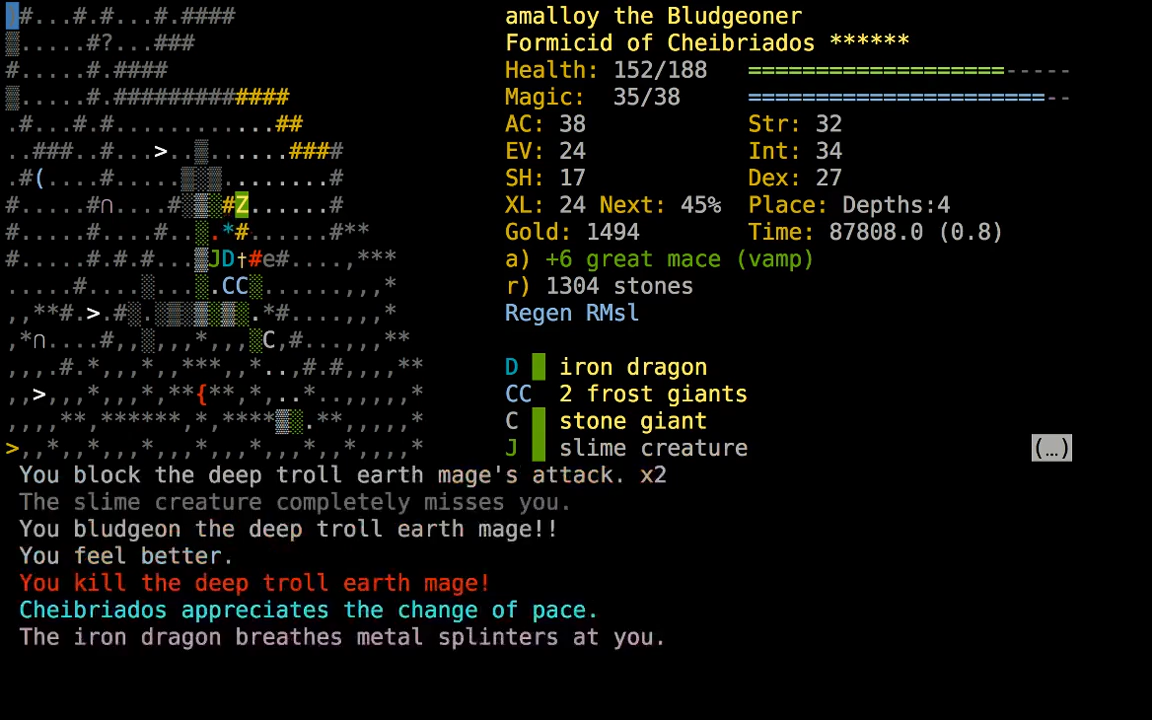 #...#.#...#.####
▒.....#?...###
#.....#.####
▒.....#.#############
.#...#.#............##
..###..#...>..▒......####
.#(....#.....▒▒▒........#
#.....#∩....#░▒░#Z......#
#.....#....#..░.*#......#**
#.....#.#.#...▒JD†#e#....,***
.....#....░...░.CC░......,,,*
,,**#.>.#░.░▒░▒░▒░.*#....,,,*
,*∩....#,,░,,,*,,,░C,#...,,,**
,,,.#.*,,,*,,***,,*..,#.#,,,,**
,,>,,,*,,,*,**{**,*,..*..,,,,,*
,,,,**,******,*,****▒░.**,,,,,*
>,,*,,*,,,*,,,*,,,*,,,*,,*,,,,*
amalloy the Bludgeoner
Formicid of Cheibriados ******
Health: 152/188 ===================-----
Magic: 35/38 ======================--
AC: 38 Str: 32
EV: 24 Int: 34
SH: 17 Dex: 27
XL: 24 Next: 45% Place: Depths:4
Gold: 1494 Time: 87808.0 (0.8)
a) +6 great mace (vamp)
r) 1304 stones
Regen RMsl
D iron dragon
CC 2 frost giants
C stone giant
J slime creature (…)
You block the deep troll earth mage's attack. x2
The slime creature completely misses you.
You bludgeon the deep troll earth mage!!
You feel better.
You kill the deep troll earth mage!
Cheibriados appreciates the change of pace.
The iron dragon breathes metal splinters at you.